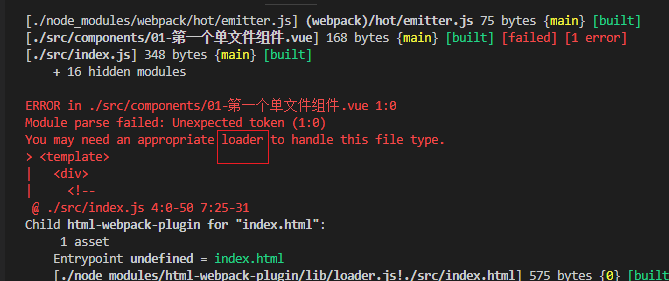 [./node_modules/webpack/hot/emitter.js] (webpack)/hot/emitter.js 75 bytes {main} [built]
[./src/components/01-第一个单文件组件.vue] 168 bytes {main} [built] [failed] [1 error]
[./src/index.js] 348 bytes {main} [built]
    + 16 hidden modules

ERROR in ./src/components/01-第一个单文件组件.vue 1:0
Module parse failed: Unexpected token (1:0)
You may need an appropriate loader to handle this file type.
> <template>
|   <div>
|     <!--
 @ ./src/index.js 4:0-50 7:25-31
Child html-webpack-plugin for "index.html":
     1 asset
    Entrypoint undefined = index.html
    [./node_modules/html-webpack-plugin/lib/loader.js!./src/index.html] 575 bytes {0} [built